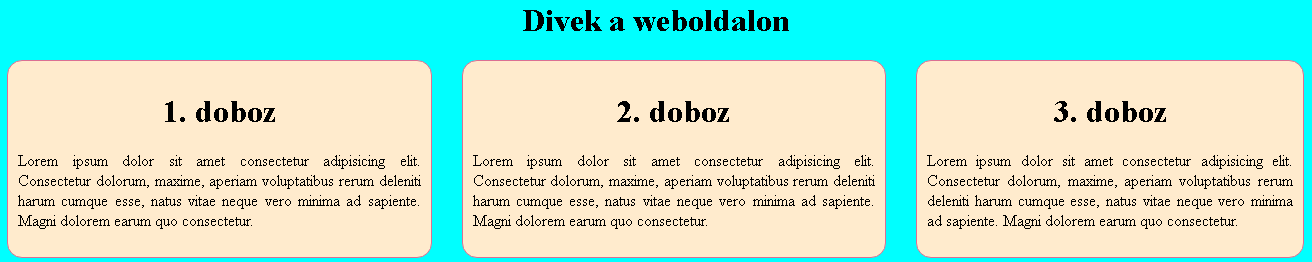 Divek a weboldalon
1. doboz
Lorem ipsum dolor sit amet consectetur adipisicing elit.
Consectetur dolorum, maxime, aperiam voluptatibus rerum deleniti
harum cumque esse, natus vitae neque vero minima ad sapiente.
Magni dolorem earum quo consectetur.
2. doboz
Lorem ipsum dolor sit amet consectetur adipisicing elit.
Consectetur dolorum, maxime, aperiam voluptatibus rerum deleniti
harum cumque esse, natus vitae neque vero minima ad sapiente.
Magni dolorem earum quo consectetur.
3. doboz
Lorem ipsum dolor sit amet consectetur adipisicing elit.
Consectetur dolorum, maxime, aperiam voluptatibus rerum
deleniti harum cumque esse, natus vitae neque vero minima
ad sapiente. Magni dolorem earum quo consectetur.